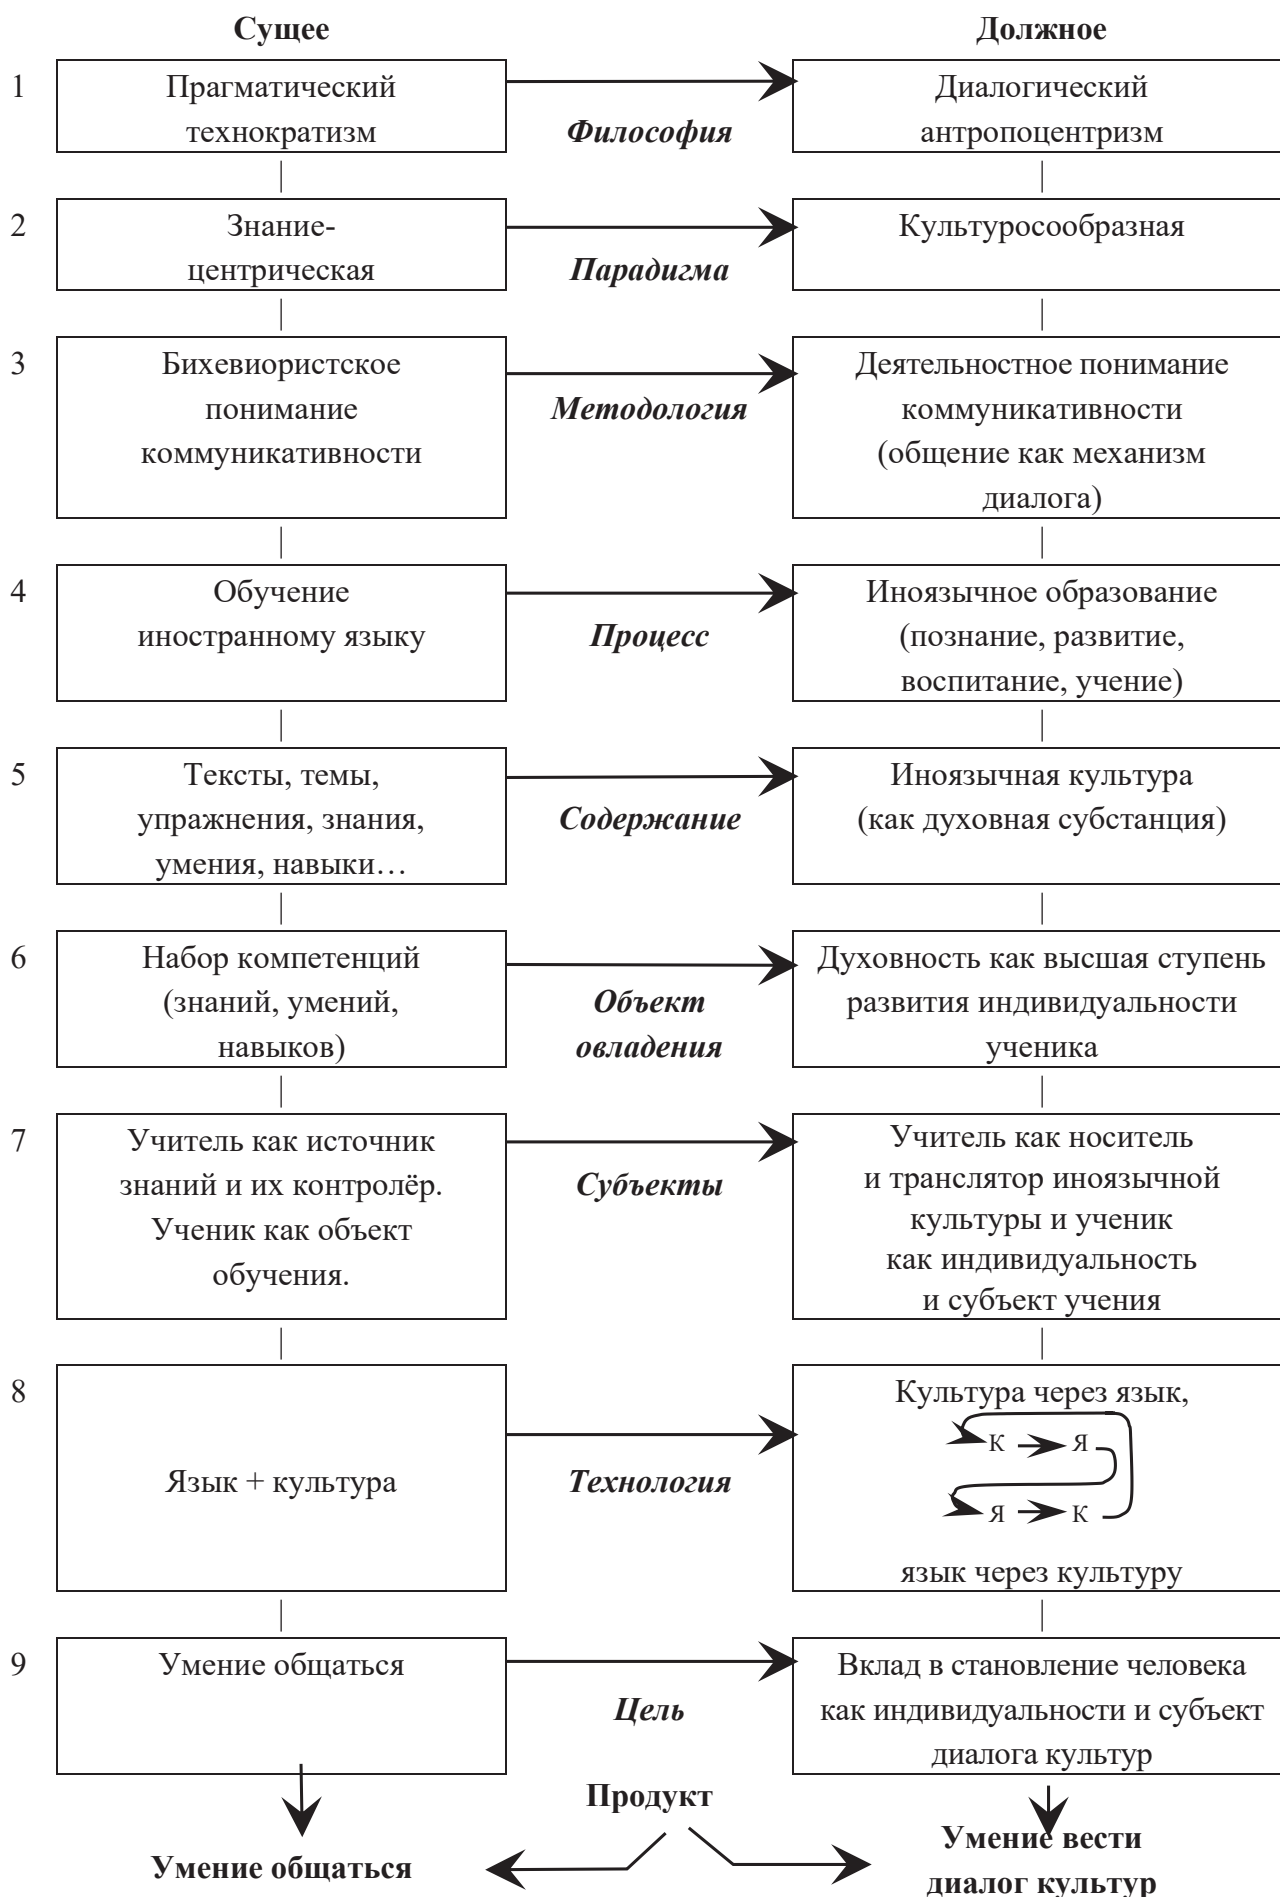 Сущее
Должное
1
Прагматический
технократизм
Философия
Диалогический
антропоцентризм
2
Знание-
центрическая
Парадигма
Культуросообразная
3
Бихевиористское
понимание
коммуникативности
Методология
Деятельностное понимание
коммуникативности
(общение как механизм
диалога)
4
Обучение
иностранному языку
Процесс
Иноязычное образование
(познание, развитие,
воспитание, учение)
5
Тексты, темы,
упражнения, знания,
умения, навыки…
Содержание
Иноязычная культура
(как духовная субстанция)
6
Набор компетенций
(знаний, умений,
навыков)
Объект
овладения
Духовность как высшая ступень
развития индивидуальности
ученика
7
Учитель как источник
знаний и их контролёр.
Ученик как объект
обучения.
Субъекты
Учитель как носитель
и транслятор иноязычной
культуры и ученик
как индивидуальность
и субъект учения
8
Язык + культура
Технология
Культура через язык,
К Я
Я К
язык через культуру
9
Умение общаться
Цель
Вклад в становление человека
как индивидуальности и субъект
диалога культур
Продукт
Умение общаться
Умение вести
диалог культур